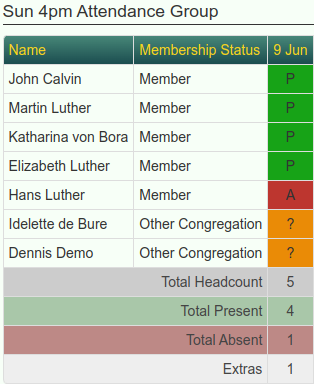 Sun 4pm Attendance Group
Name Membership Status 9 Jun
John Calvin Member P
Martin Luther Member P
Katharina von Bora Member P
Elizabeth Luther Member P
Hans Luther Member A
Idelette de Bure Other Congregation ?
Dennis Demo Other Congregation ?
Total Headcount 5
Total Present 4
Total Absent 1
Extras 1